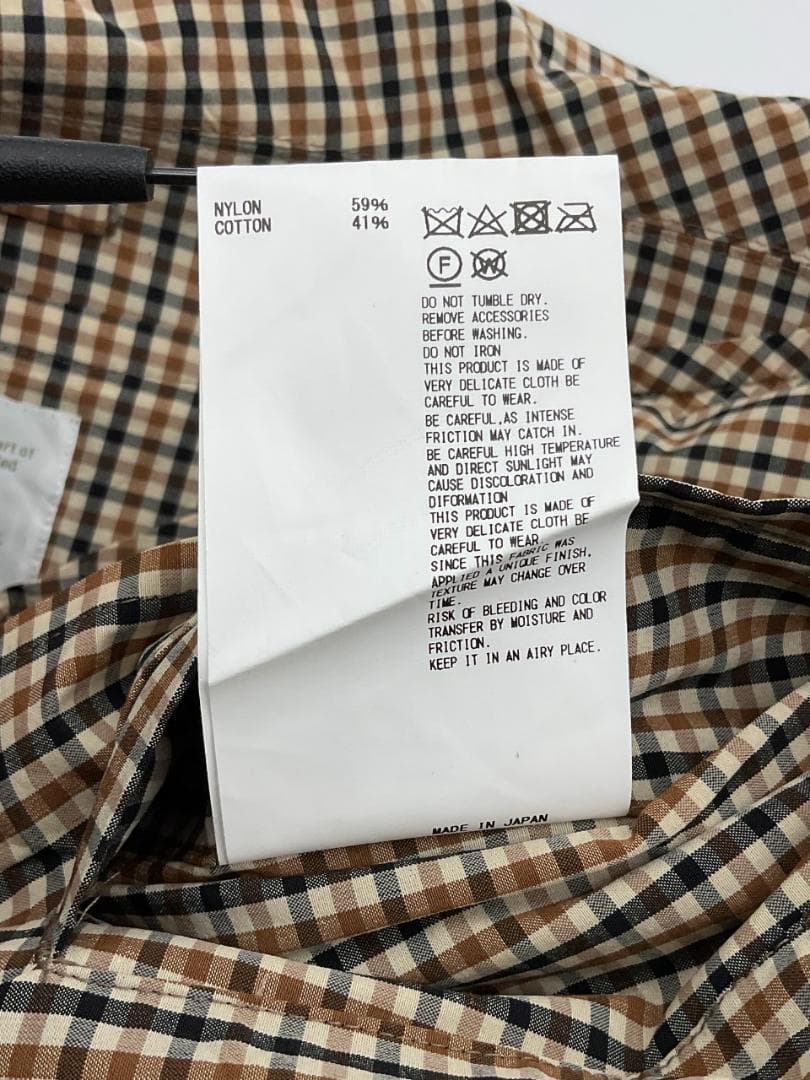 NYLON 59%
COTTON 41%
F
W
DO NOT TUMBLE DRY.
REMOVE ACCESSORIES
BEFORE WASHING.
DO NOT IRON
THIS PRODUCT IS MADE OF
VERY DELICATE CLOTH BE
CAREFUL TO WEAR.
BE CAREFUL,AS INTENSE
FRICTION MAY CATCH IN.
BE CAREFUL HIGH TEMPERATURE
AND DIRECT SUNLIGHT MAY
CAUSE DISCOLORATION AND
DIFORMATION
THIS PRODUCT IS MADE OF
VERY DELICATE CLOTH BE
CAREFUL TO WEAR.
SINCE THIS FABRIC WAS
APPLIED A UNIQUE FINISH,
TEXTURE MAY CHANGE OVER
TIME.
RISK OF BLEEDING AND COLOR
TRANSFER BY MOISTURE AND
FRICTION.
KEEP IT IN AN AIRY PLACE.
MADE IN JAPAN
of